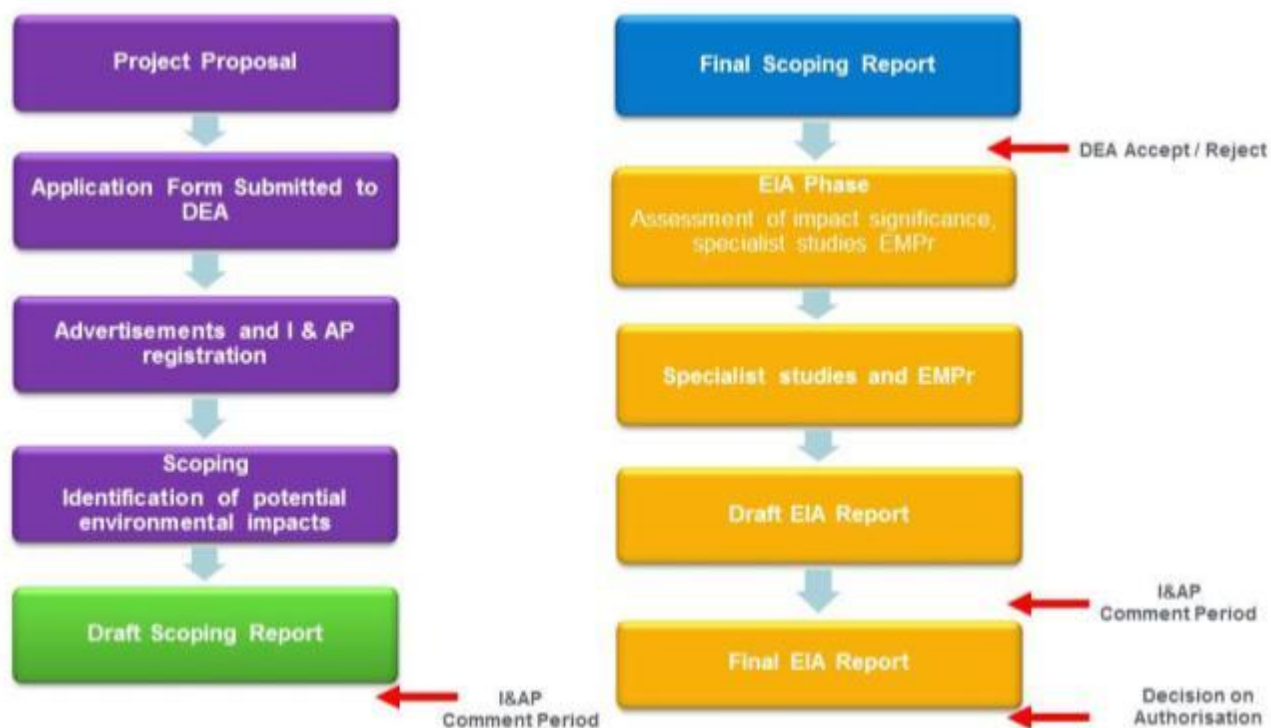 Project Proposal
Application Form Submitted to
DEA
Advertisements and I & AP
registration
Scoping
Identification of potential
environmental impacts
Draft Scoping Report
I&AP
Comment Period
Final Scoping Report
DEA Accept / Reject
EIA Phase
Assessment of impact significance,
specialist studies EMPr
Specialist studies and EMPr
Draft EIA Report
I&AP
Comment Period
Final EIA Report
Decision on
Authorisation